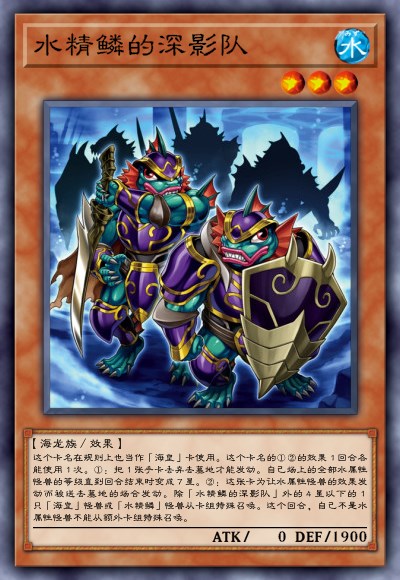 水精鳞的深影队
水
【海龙族／效果】
这个卡名在规则上也当作「海皇」卡使用。这个卡名的①②的效果1回合各
能使用1次。①：把1张手卡去弃去墓地才能发动。自己场上的全部水属性
怪兽的等级直到回合结束时变成7星。②：这张卡为让水属性怪兽的效果发
动而被送去墓地的场合发动。除「水精鳞的深影队」外的4星以下的1
只「海皇」怪兽或「水精鳞」怪兽从卡组特殊召唤。这个回合，自己不是水
属性怪兽不能从额外卡组特殊召唤。
ATK/ 0 DEF/1900